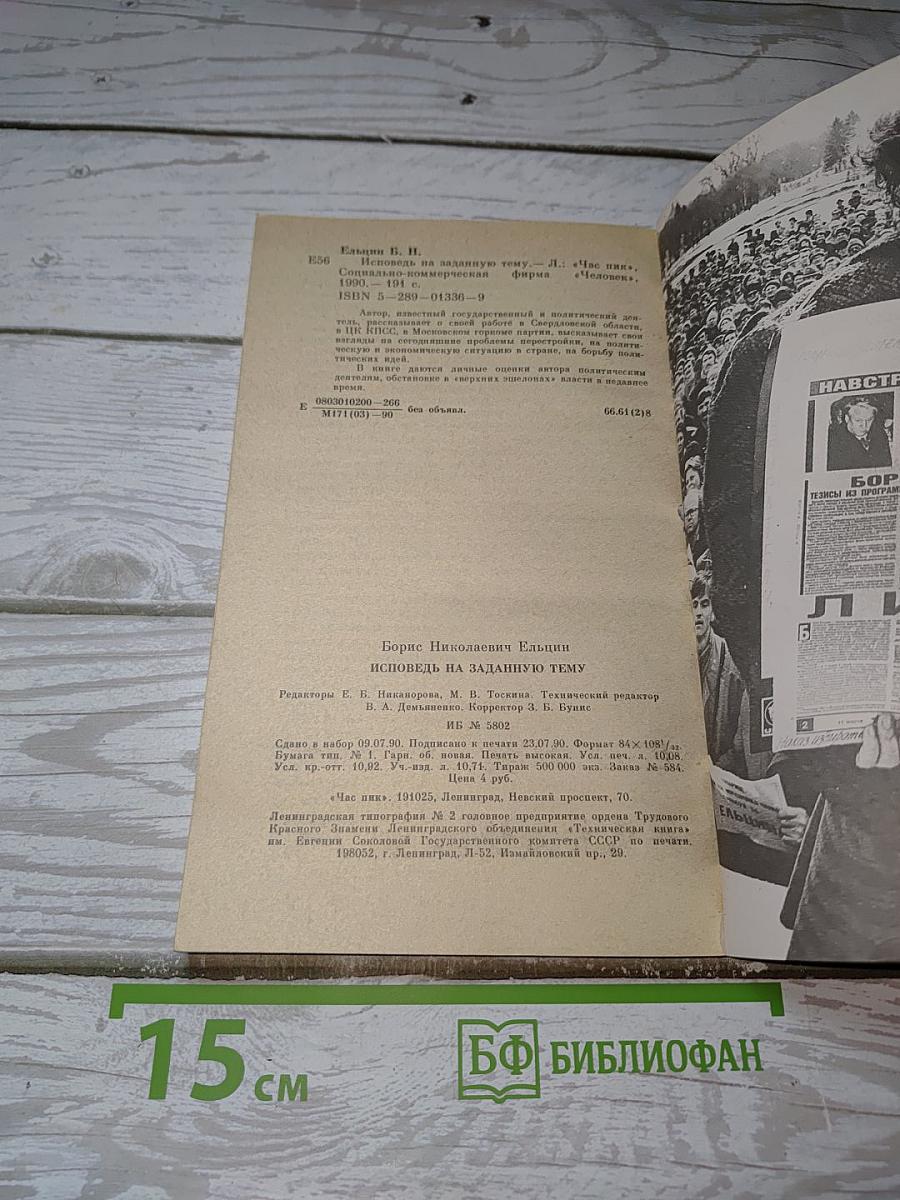 Ельцин Б. Н.
Е56 Исповедь на заданную тему.— Л.: «Час пик»,
Социально-коммерческая фирма «Человек»,
1990.— 191 с.
ISBN 5—289—01336—9
Автор, известный государственный и политический дея-
тель, рассказывает о своей работе в Свердловской области,
в ЦК КПСС, в Московском горкоме партии, высказывает свои
взгляды на сегодняшние проблемы перестройки, на полити-
ческую и экономическую ситуацию в стране, на борьбу поли-
тических идей.
В книге даются личные оценки автора политическим
деятелям, обстановке в «верхних эшелонах» власти в недавнее
время.
Е 0803010200—266
М171(03)—90 без объявл. 66.61(2)8
Борис Николаевич Ельцин
ИСПОВЕДЬ НА ЗАДАННУЮ ТЕМУ
Редакторы Е. Б. Никанорова, М. В. Тоскина. Технический редактор
В. А. Демьяненко. Корректор З. Б. Бунис
ИБ № 5802
Сдано в набор 09.07.90. Подписано к печати 23.07.90. Формат 84×108¹/₃₂.
Бумага тип. № 1. Гарн. об. новая. Печать высокая. Усл. печ. л. 10,08.
Усл. кр.-отт. 10,92. Уч.-изд. л. 10,71. Тираж 500 000 экз. Заказ № 584.
Цена 4 руб.
«Час пик». 191025, Ленинград, Невский проспект, 70.
Ленинградская типография № 2 головное предприятие ордена Трудового
Красного Знамени Ленинградского объединения «Техническая книга»
им. Евгении Соколовой Государственного комитета СССР по печати.
198052, г. Ленинград, Л-52, Измайловский пр., 29.
НАВСТР
БОР
ТЕЗИСЫ ИЗ ПРОГРАМ
ЛИ
Б
2
ЕЛЬЦИН
15 см
БФ БИБЛИОФАН